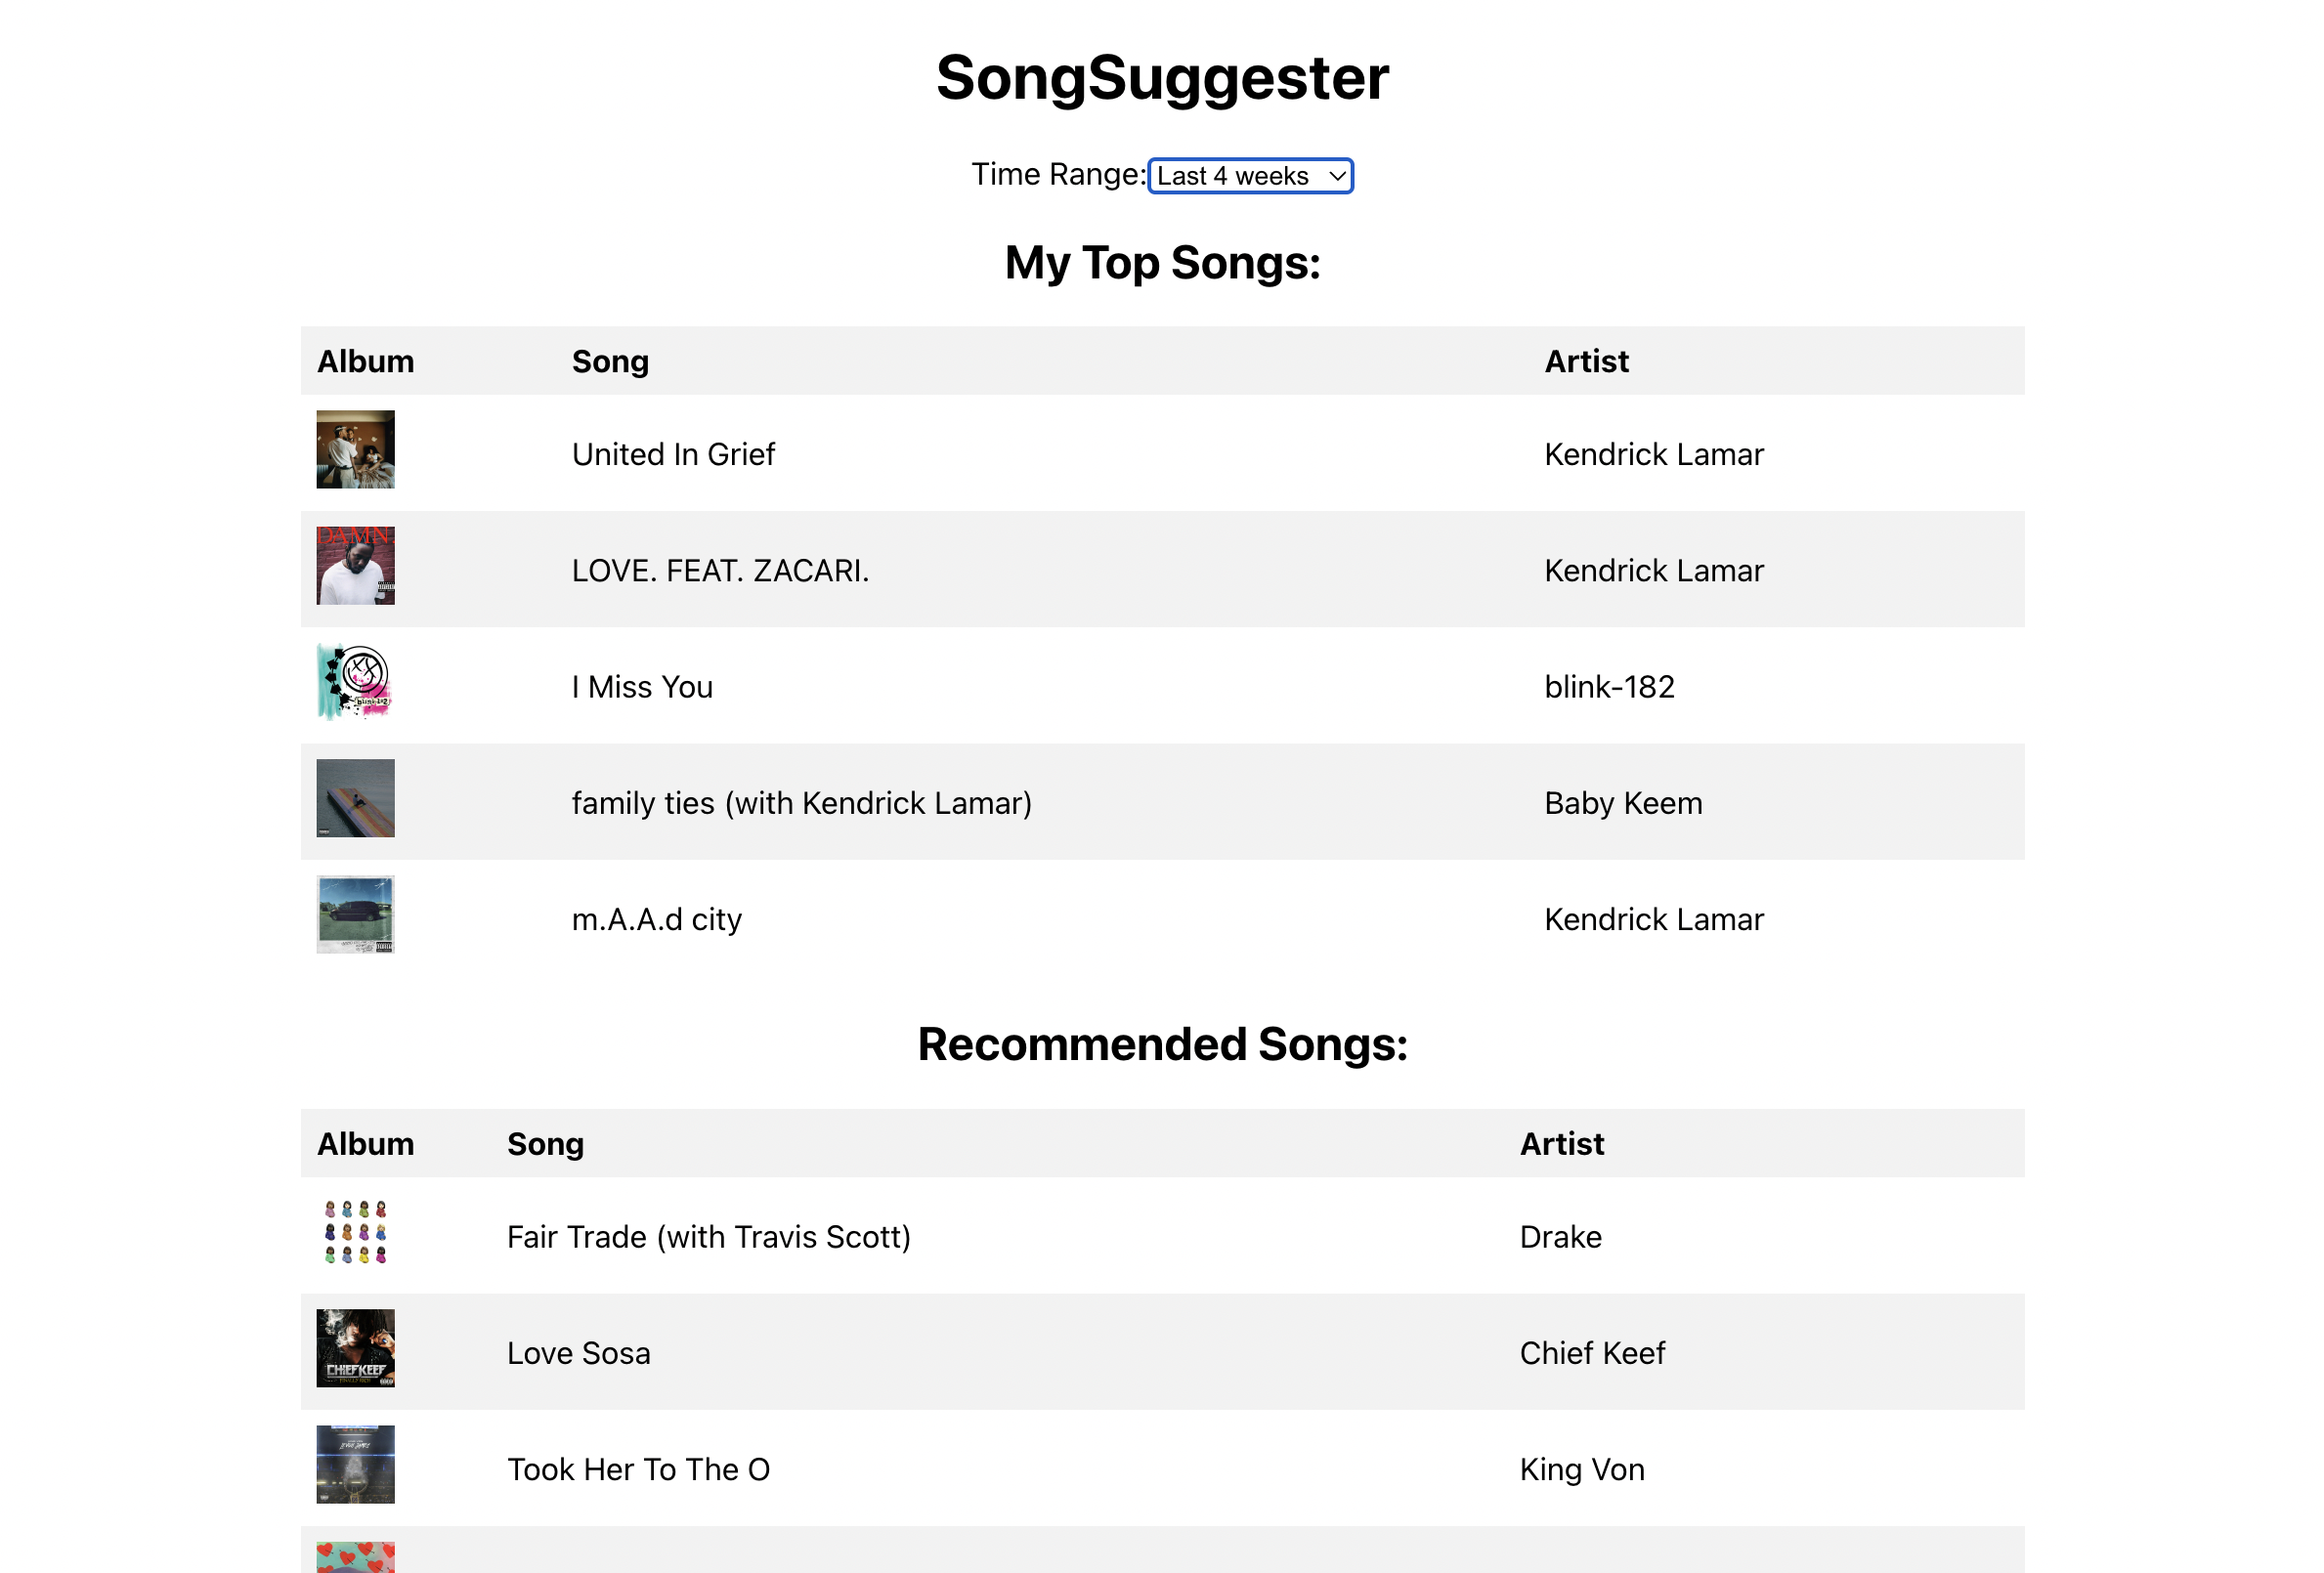 SongSuggester
Time Range: Last 4 weeks
My Top Songs:
Album Song Artist
United In Grief Kendrick Lamar
DAMN.
LOVE. FEAT. ZACARI. Kendrick Lamar
blink-182
I Miss You blink-182
family ties (with Kendrick Lamar) Baby Keem
m.A.A.d city Kendrick Lamar
Recommended Songs:
Album Song Artist
Fair Trade (with Travis Scott) Drake
CHIEF KEEF
Love Sosa Chief Keef
Took Her To The O King Von